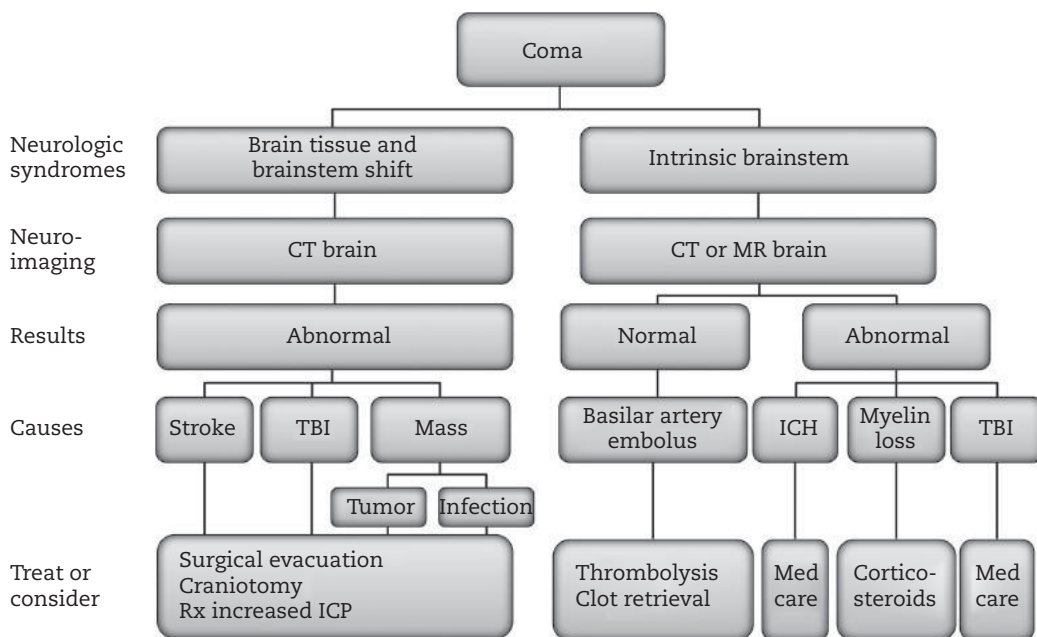 Coma
Neurologic
syndromes
Brain tissue and
brainstem shift
Intrinsic brainstem
Neuro-
imaging
CT brain
CT or MR brain
Results
Abnormal
Normal
Abnormal
Causes
Stroke
TBI
Mass
Basilar artery
embolus
ICH
Myelin
loss
TBI
Tumor
Infection
Treat or
consider
Surgical evacuation
Craniotomy
Rx increased ICP
Thrombolysis
Clot retrieval
Med
care
Cortico-
steroids
Med
care